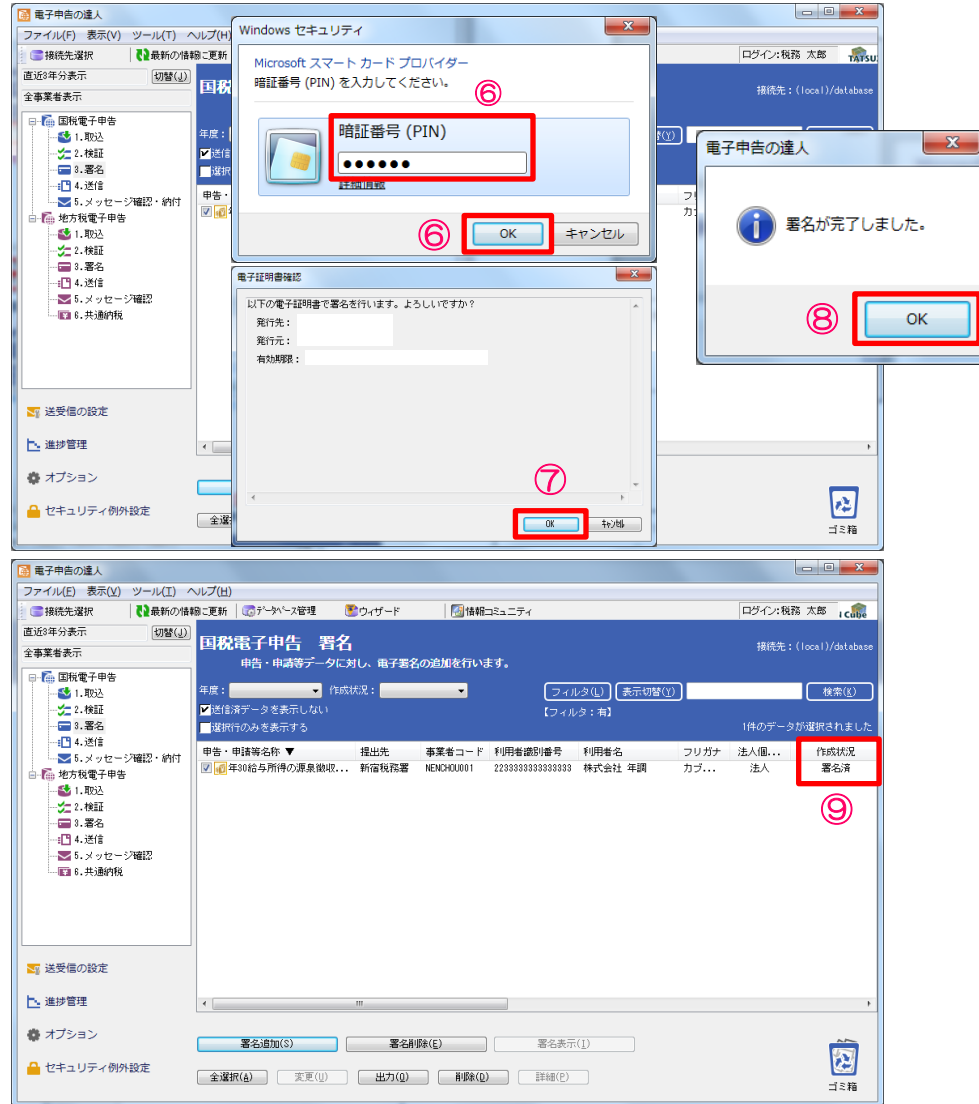 電子申告の達人
ファイル(F) 表示(V) ツール(T) ヘルプ(H)
接続先選択 最新の情報に更新
ログイン:税務 太郎
直近3年分表示 切替(J)
全事業者表示
国税
接続先:(local)/database
国税電子申告
1.取込
2.検証
3.署名
4.送信
5.メッセージ確認・納付
地方税電子申告
1.取込
2.検証
3.署名
4.送信
5.メッセージ確認
6.共通納税
年度:
申告・
送受信の設定
進捗管理
オプション
セキュリティ例外設定
ゴミ箱
Windows セキュリティ
Microsoft スマート カード プロバイダー
暗証番号 (PIN) を入力してください。
⑥
暗証番号 (PIN)
●●●●●●
詳細情報
⑥
OK キャンセル
電子証明書確認
以下の電子証明書で署名を行います。よろしいですか?
発行先:
発行元:
有効期限:
⑦
OK ｷｬﾝｾﾙ
電子申告の達人
署名が完了しました。
⑧
OK
電子申告の達人
ファイル(F) 表示(V) ツール(T) ヘルプ(H)
接続先選択 最新の情報に更新 ﾃﾞｰﾀﾍﾞｰｽ管理 ウィザード 情報コミュニティ ログイン:税務 太郎
直近3年分表示 切替(J)
全事業者表示
国税電子申告 署名
接続先:(local)/database
申告・申請等データに対し、電子署名の追加を行います。
国税電子申告
1.取込
2.検証
3.署名
4.送信
5.メッセージ確認・納付
地方税電子申告
1.取込
2.検証
3.署名
4.送信
5.メッセージ確認
6.共通納税
年度: 作成状況: フィルタ(L) 表示切替(Y) 検索(K)
送信済データを表示しない 【フィルタ:有】
選択行のみを表示する 1件のデータが選択されました
申告・申請等名称 ▼ 提出先 事業者コード 利用者識別番号 利用者名 フリガナ 法人個... 作成状況
年30給与所得の源泉徴収... 新宿税務署 NENCHOU001 2233333333333333 株式会社 年調 カブ... 法人 署名済
⑨
送受信の設定
進捗管理
オプション
セキュリティ例外設定
署名追加(S) 署名削除(E) 署名表示(I)
全選択(A) 変更(U) 出力(O) 削除(D) 詳細(P)
ゴミ箱